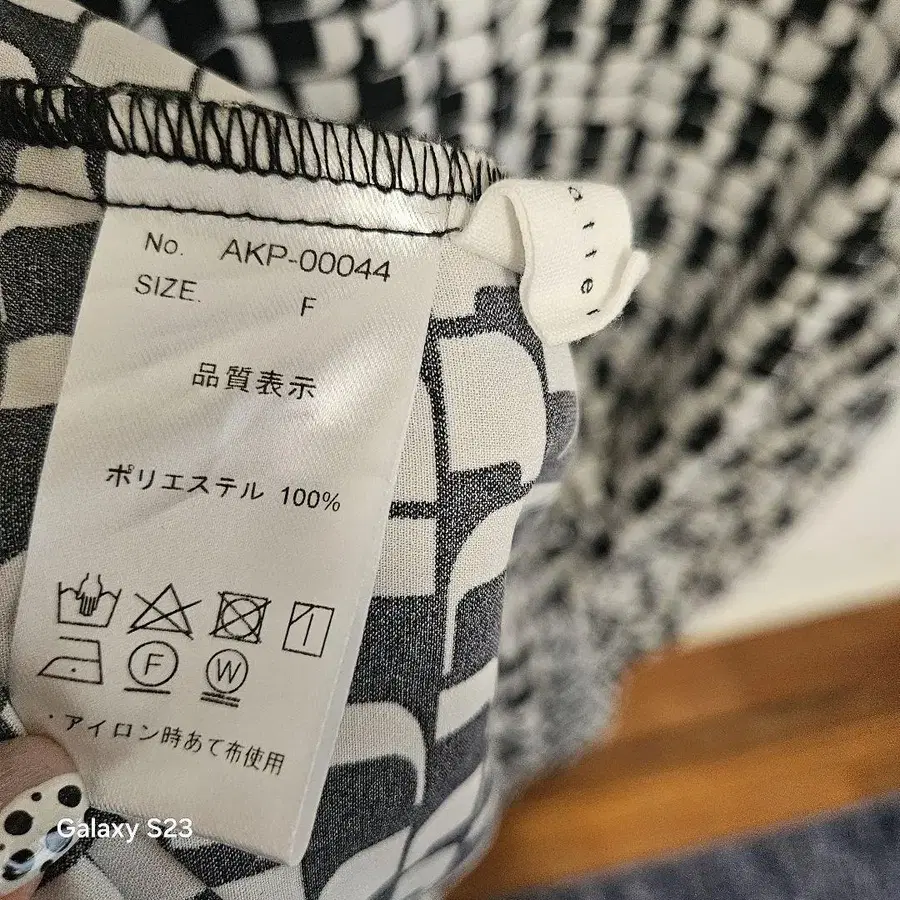 No. AKP-00044
SIZE. F
品質表示
ポリエステル 100%
F W
・アイロン時あて布使用
Galaxy S23